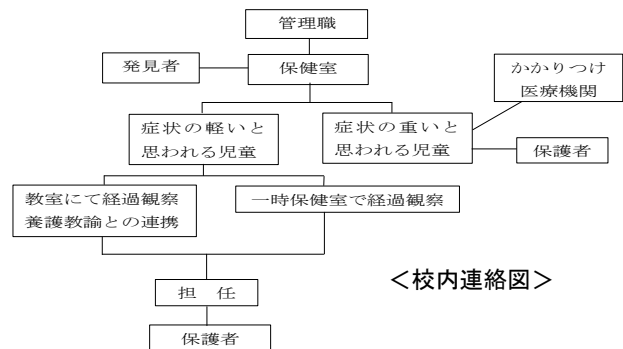 管理職
発見者
保健室
かかりつけ
医療機関
症状の軽いと
思われる児童
症状の重いと
思われる児童
保護者
教室にて経過観察
養護教諭との連携
一時保健室で経過観察
＜校内連絡図＞
担　任
保護者